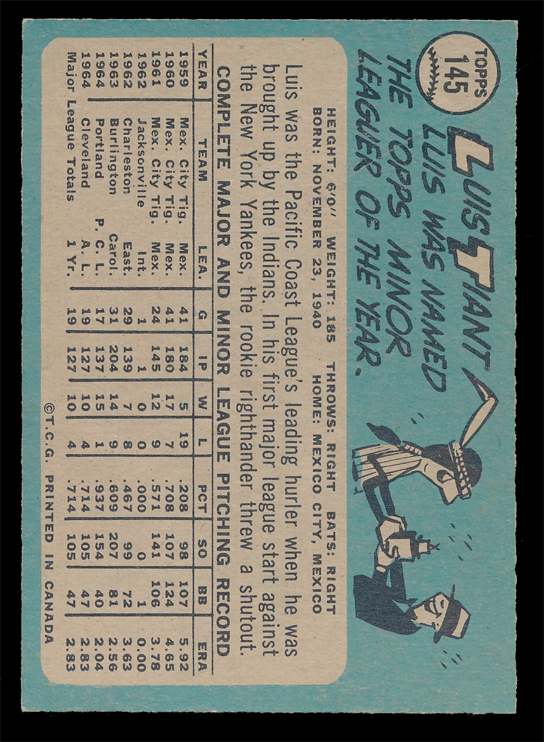 TOPPS
145
LUIS TIANT
LUIS WAS NAMED
THE TOPPS MINOR
LEAGUER OF THE YEAR.
HEIGHT: 6'0" WEIGHT: 185 THROWS: RIGHT BATS: RIGHT
BORN: NOVEMBER 23, 1940 HOME: MEXICO CITY, MEXICO
Luis was the Pacific Coast League's leading hurler when he was
brought up by the Indians. In his first major league start against
the New York Yankees, the rookie righthander threw a shutout.
COMPLETE MAJOR AND MINOR LEAGUE PITCHING RECORD
YEAR TEAM LEA. G IP W L PCT SO BB ERA
1959 Mex. City Tig. Mex. 41 184 5 19 .208 98 107 5.92
1960 Mex. City Tig. Mex. 41 180 17 7 .708 107 124 4.65
1961 Mex. City Tig. Mex. 24 145 12 9 .571 141 106 3.78
1962 Jacksonville Int. 1 1 0 0 .000 0 1 0.00
1962 Charleston East. 29 139 7 8 .467 99 72 3.63
1963 Burlington Carol. 31 204 14 9 .609 207 81 2.56
1964 Portland P. C. L. 17 137 15 1 .937 154 40 2.04
1964 Cleveland A. L. 19 127 10 4 .714 105 47 2.83
Major League Totals 1 Yr. 19 127 10 4 .714 105 47 2.83
© T.C.G. PRINTED IN CANADA